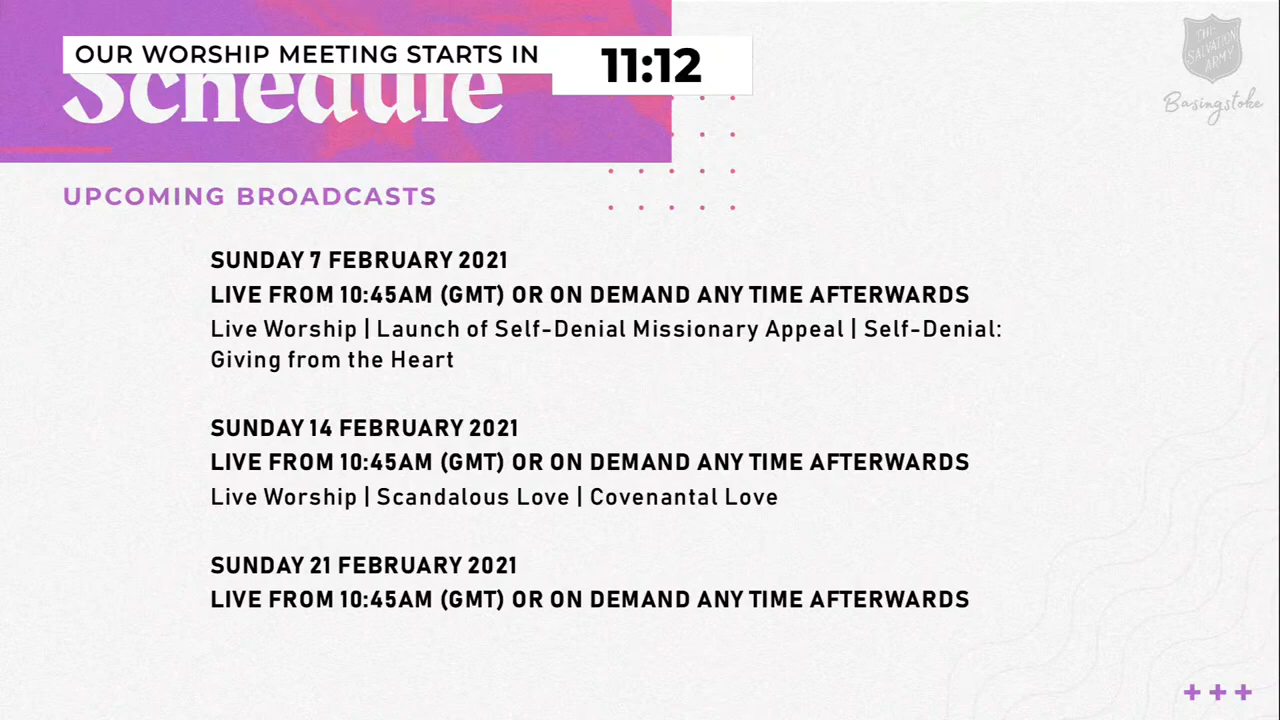 OUR WORSHIP MEETING STARTS IN
11:12
Schedule
THE
SALVATION
ARMY
Basingstoke
UPCOMING BROADCASTS
SUNDAY 7 FEBRUARY 2021
LIVE FROM 10:45AM (GMT) OR ON DEMAND ANY TIME AFTERWARDS
Live Worship | Launch of Self-Denial Missionary Appeal | Self-Denial:
Giving from the Heart
SUNDAY 14 FEBRUARY 2021
LIVE FROM 10:45AM (GMT) OR ON DEMAND ANY TIME AFTERWARDS
Live Worship | Scandalous Love | Covenantal Love
SUNDAY 21 FEBRUARY 2021
LIVE FROM 10:45AM (GMT) OR ON DEMAND ANY TIME AFTERWARDS
+++